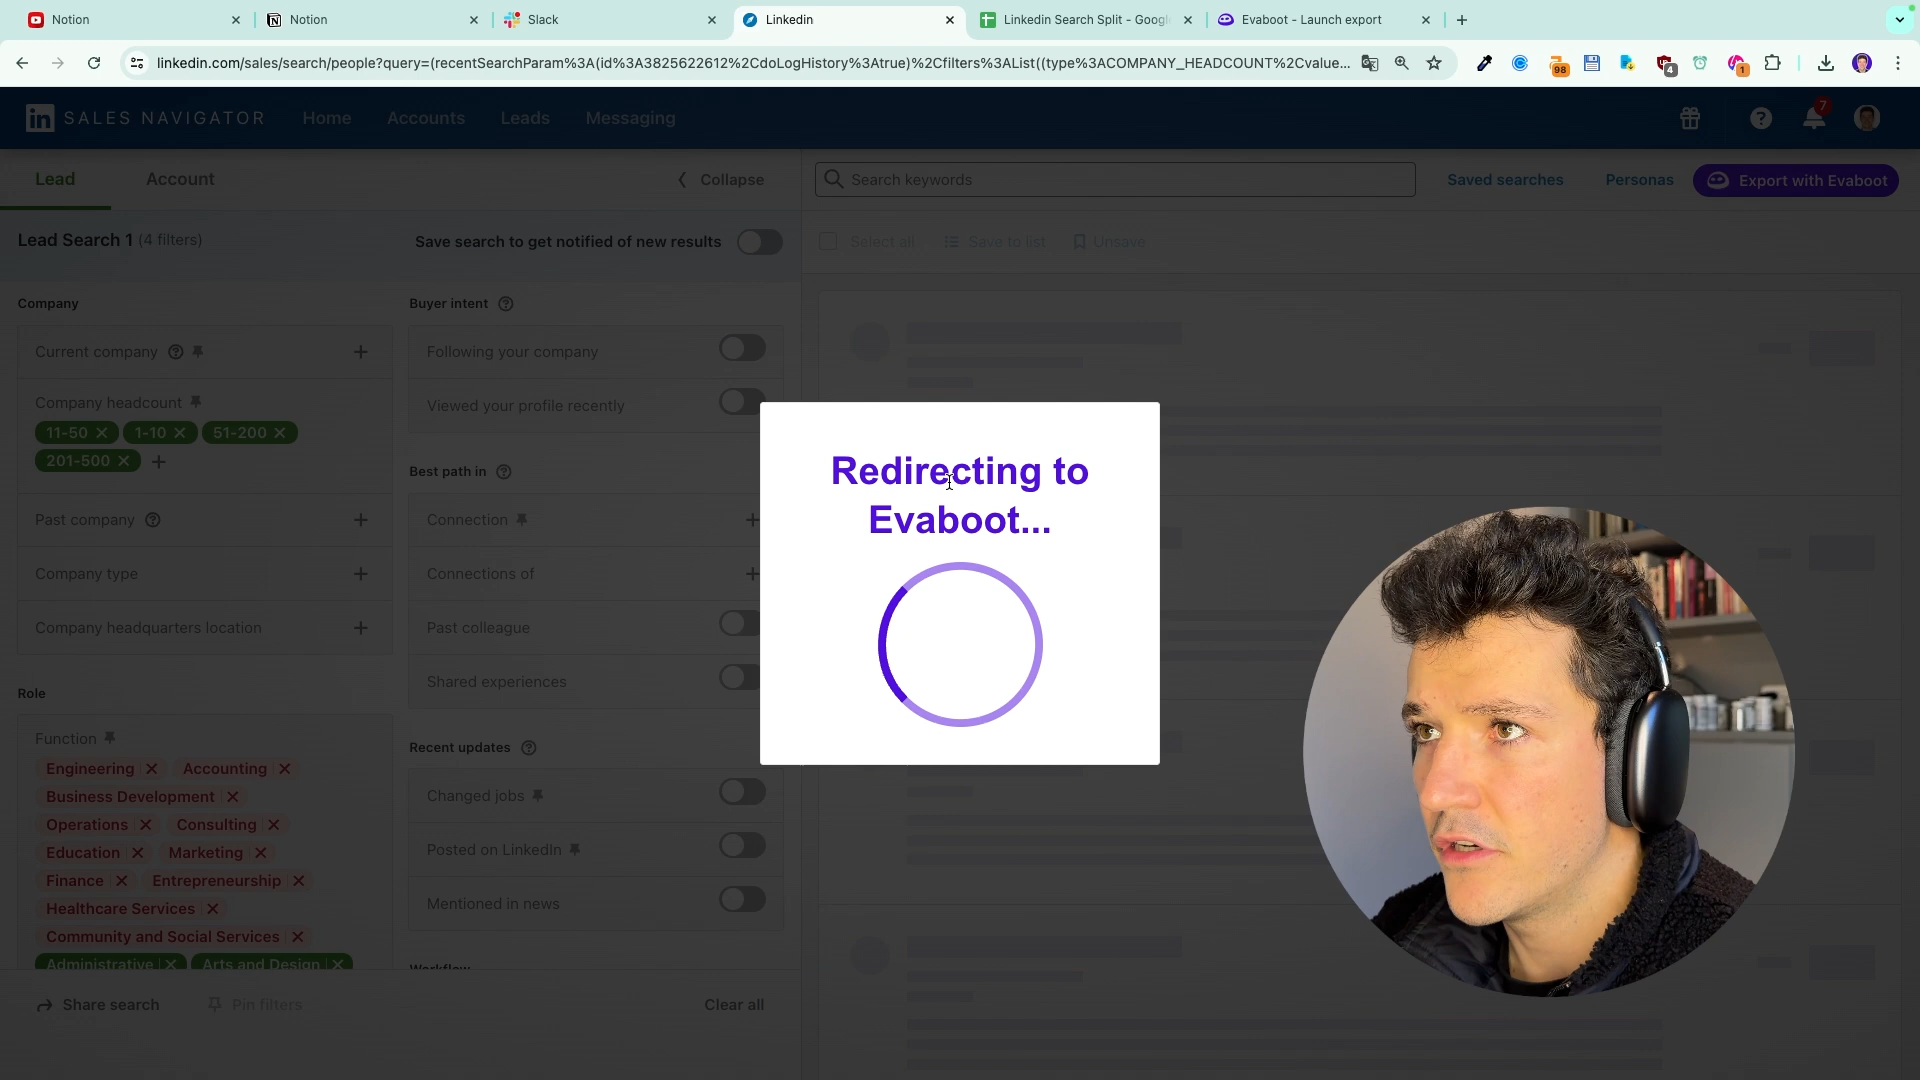 Notion
Notion
Slack
Linkedin
Linkedin Search Split - Googl
Evaboot - Launch export
linkedin.com/sales/search/people?query=(recentSearchParam%3A(id%3A3825622612%2CdoLogHistory%3Atrue)%2Cfilters%3AList((type%3ACOMPANY_HEADCOUNT%2Cvalue...
98
4
1
in SALES NAVIGATOR
Home
Accounts
Leads
Messaging
7
Lead
Account
Collapse
Search keywords
Saved searches
Personas
Export with Evaboot
Lead Search 1 (4 filters)
Save search to get notified of new results
Select all
Save to list
Unsave
Company
Current company
Company headcount
11-50
1-10
51-200
201-500
Past company
Company type
Company headquarters location
Role
Function
Engineering
Accounting
Business Development
Operations
Consulting
Education
Marketing
Finance
Entrepreneurship
Healthcare Services
Community and Social Services
Administrative
Arts and Design
Buyer intent
Following your company
Viewed your profile recently
Best path in
Connection
Connections of
Past colleague
Shared experiences
Recent updates
Changed jobs
Posted on LinkedIn
Mentioned in news
Workflow
Share search
Pin filters
Clear all
Redirecting to
Evaboot...